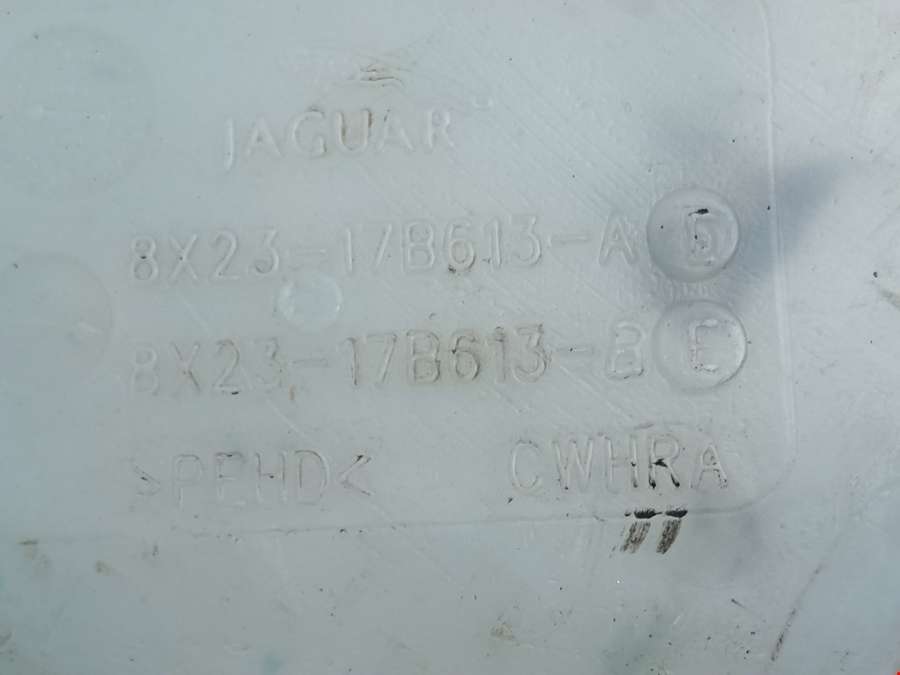 JAGUAR
8X23-17B613-A
8X23-17B613-B E
>PEHD< CWHRA